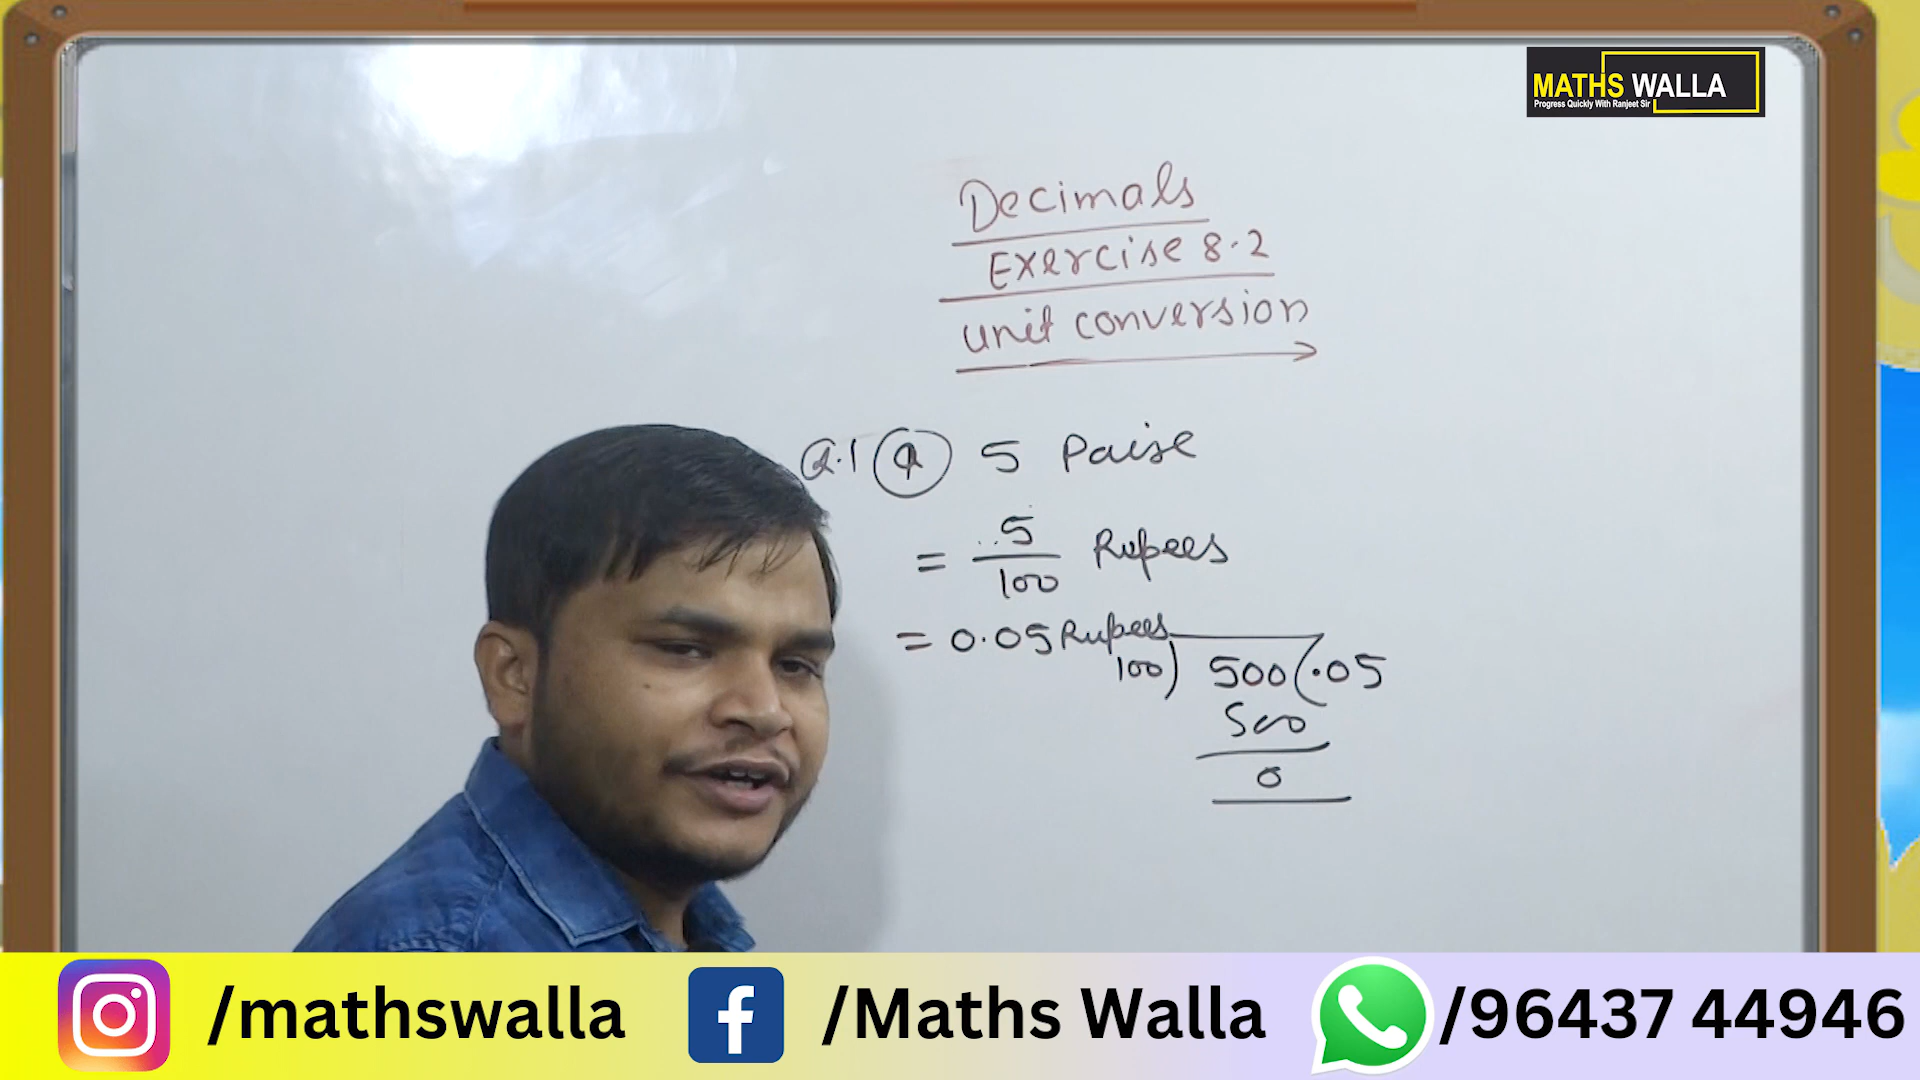 MATHS WALLA
Progress Quickly With Ranjeet Sir
Decimals
Exercise 8.2
unit conversion
Q.1 a 5 Paise
= 5/100 Rupees
= 0.05 Rupees
100) 500 (.05
500
0
/mathswalla
/Maths Walla
/96437 44946